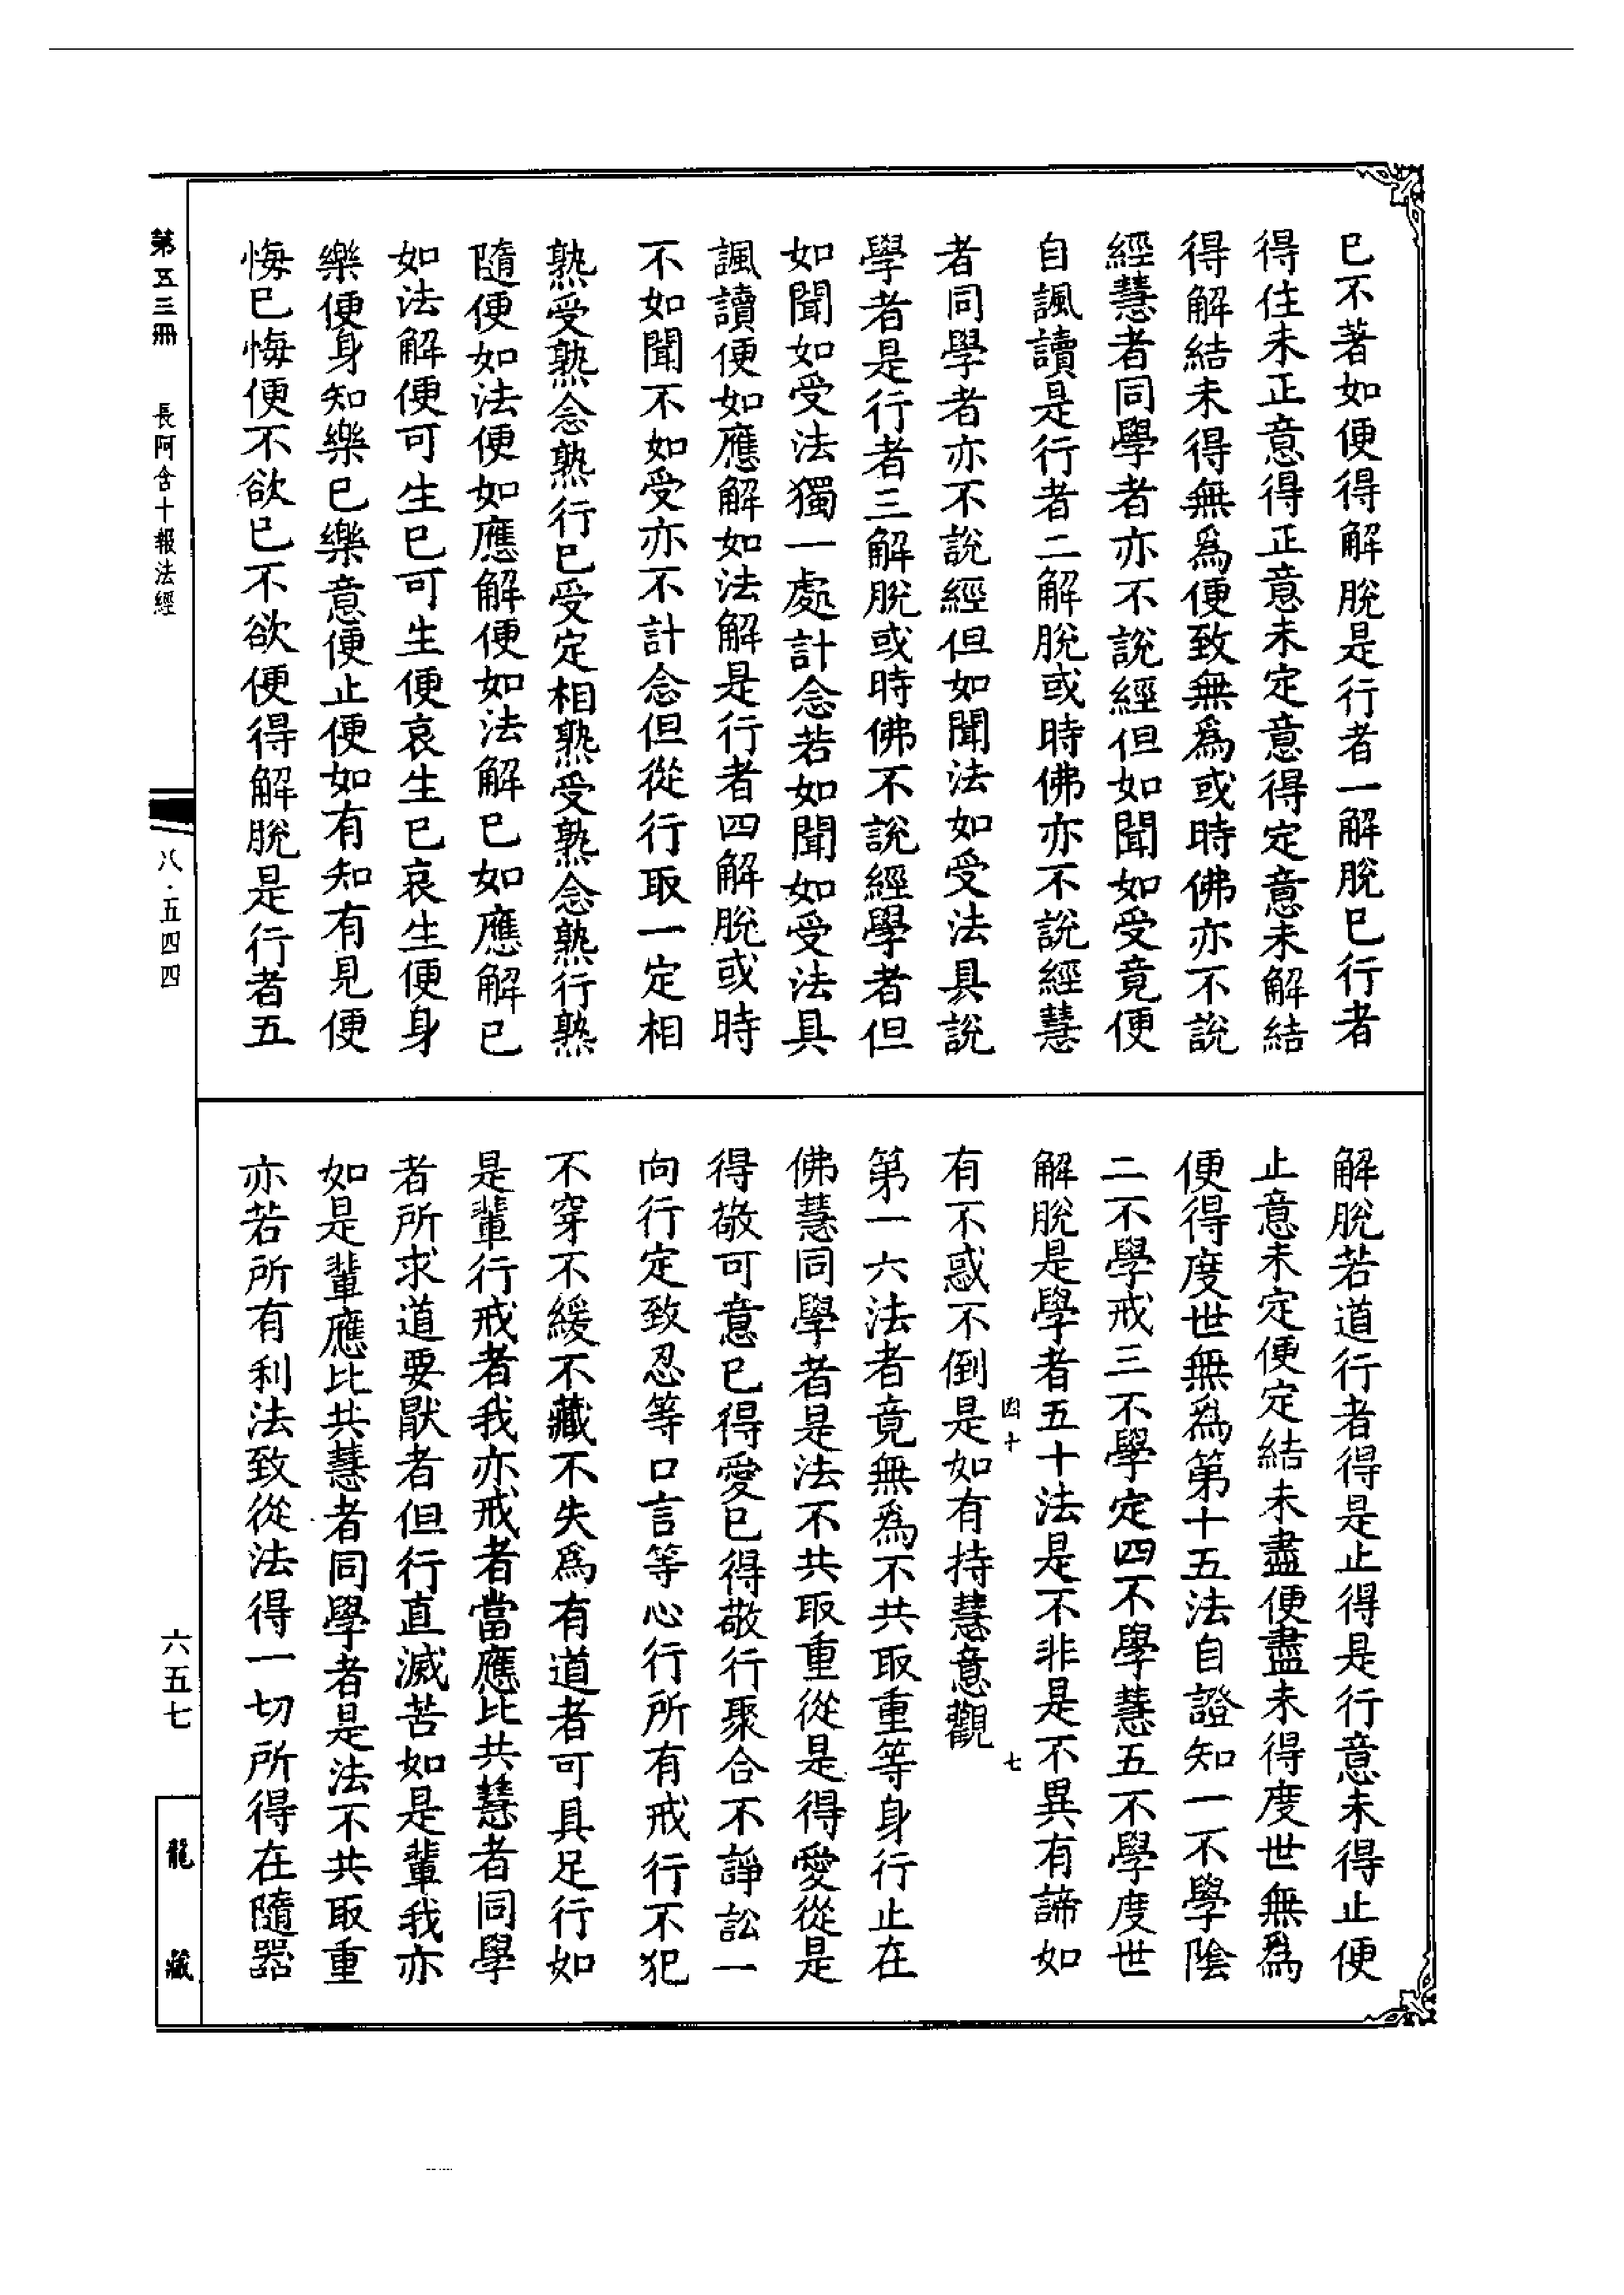 已不著如便得解脫是行者一解脫已行者
得住未正意得正意未定意得定意未解結
得解結未得無爲便致無爲或時佛亦不說
經慧者同學者亦不說經但如聞如受竟便
自諷讀是行者二解脫或時佛亦不說經慧
者同學者亦不說經但如聞法如受法具說
學者是行者三解脫或時佛不說經學者但
如聞如受法獨一處計念若如聞如受法具
諷讀便如應解如法解是行者四解脫或時
不如聞不如受亦不計念但從行取一定相
熟受熟念熟行已受定相熟受熟念熟行熟
隨便如法便如應解便如法解已如應解已
如法解便可生已可生便哀生已哀生便身
樂便身知樂已樂意便止便如有知有見便
悔已悔便不欲已不欲便得解脫是行者五
解脫若道行者得是止得是行意未得止便
止意未定便定結未盡便盡未得度世無爲
便得度世無爲第十五法自證知一不學陰
二不學戒三不學定四不學慧五不學度世
解脫是學者五十法是不非是不異有諦如
四十 七
有不惑不倒是如有持慧意觀
第一六法者竟無爲不共取重等身行止在
佛慧同學者是法不共取重從是得愛從是
得敬可意已得愛已得敬行聚合不諍訟一
向行定致忍等口言等心行所有戒行不犯
不穿不緩不藏不失爲有道者可具足行如
是輩行戒者我亦戒者當應比共慧者同學
者所求道要猒者但行直滅苦如是輩我亦
如是輩應比共慧者同學者是法不共取重
亦若所有利法致從法得一切所得在隨器
第五三冊 長阿含十報法經
八·五四四
六五七
龍藏